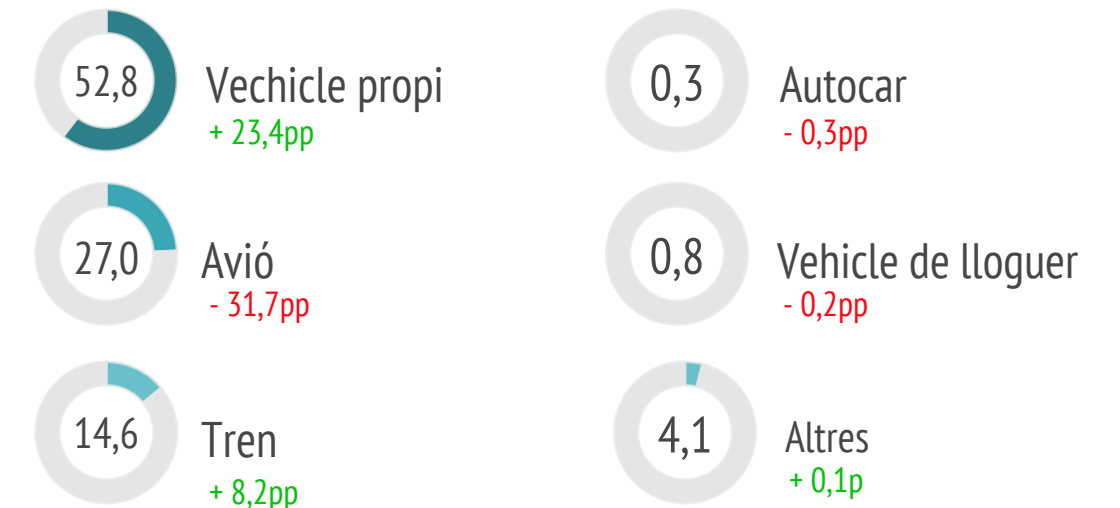 52,8
Vechicle propi
+ 23,4pp
27,0
Avió
- 31,7pp
14,6
Tren
+ 8,2pp
0,3
Autocar
- 0,3pp
0,8
Vehicle de lloguer
- 0,2pp
4,1
Altres
+ 0,1p